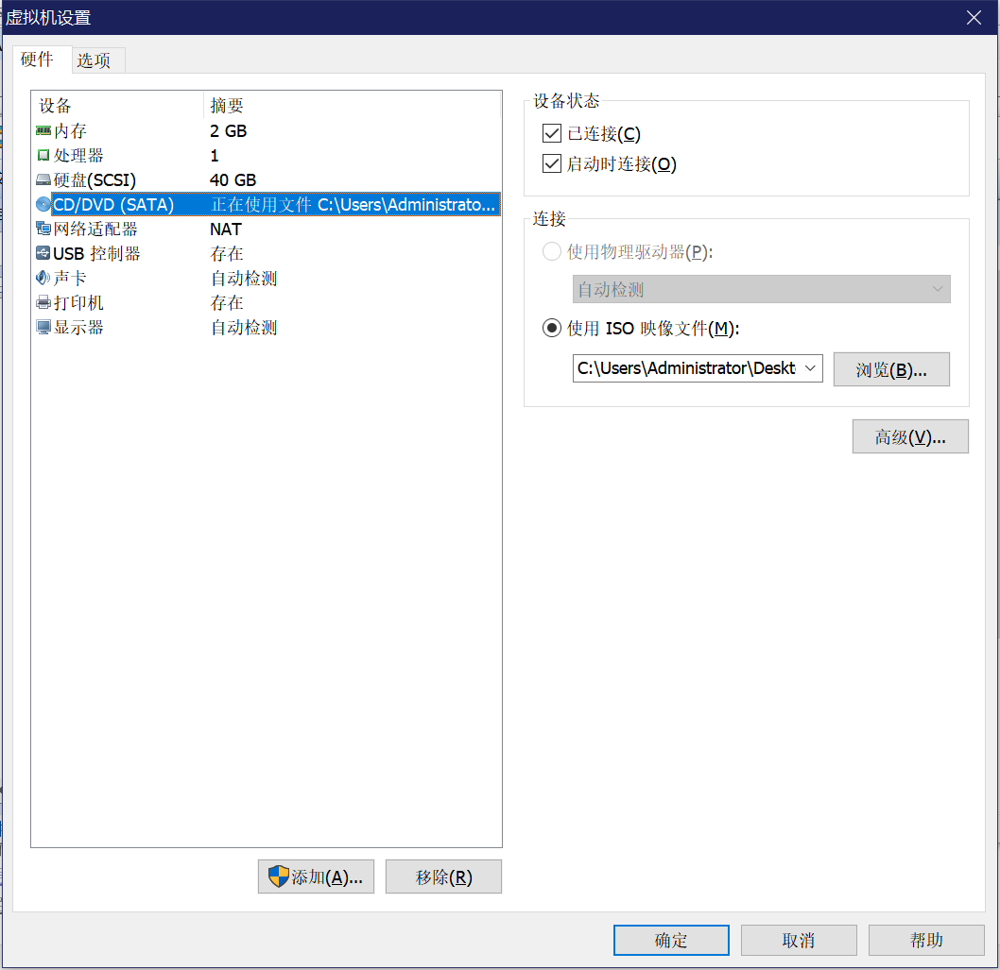 虚拟机设置
硬件 选项
设备 摘要
内存 2 GB
处理器 1
硬盘(SCSI) 40 GB
CD/DVD (SATA) 正在使用文件 C:\Users\Administrato...
网络适配器 NAT
USB 控制器 存在
声卡 自动检测
打印机 存在
显示器 自动检测
添加(A)... 移除(R)
设备状态
已连接(C)
启动时连接(O)
连接
使用物理驱动器(P):
自动检测
使用 ISO 映像文件(M):
C:\Users\Administrator\Deskt 浏览(B)...
高级(V)...
确定 取消 帮助